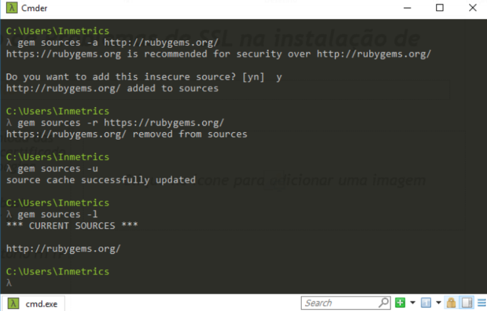 Cmder
C:\Users\Inmetrics
λ gem sources -a http://rubygems.org/
https://rubygems.org is recommended for security over http://rubygems.org/
Do you want to add this insecure source? [yn]  y
http://rubygems.org/ added to sources
C:\Users\Inmetrics
λ gem sources -r https://rubygems.org/
https://rubygems.org/ removed from sources
C:\Users\Inmetrics
λ gem sources -u
source cache successfully updated
C:\Users\Inmetrics
λ gem sources -l
*** CURRENT SOURCES ***
http://rubygems.org/
C:\Users\Inmetrics
λ
cmd.exe
Search